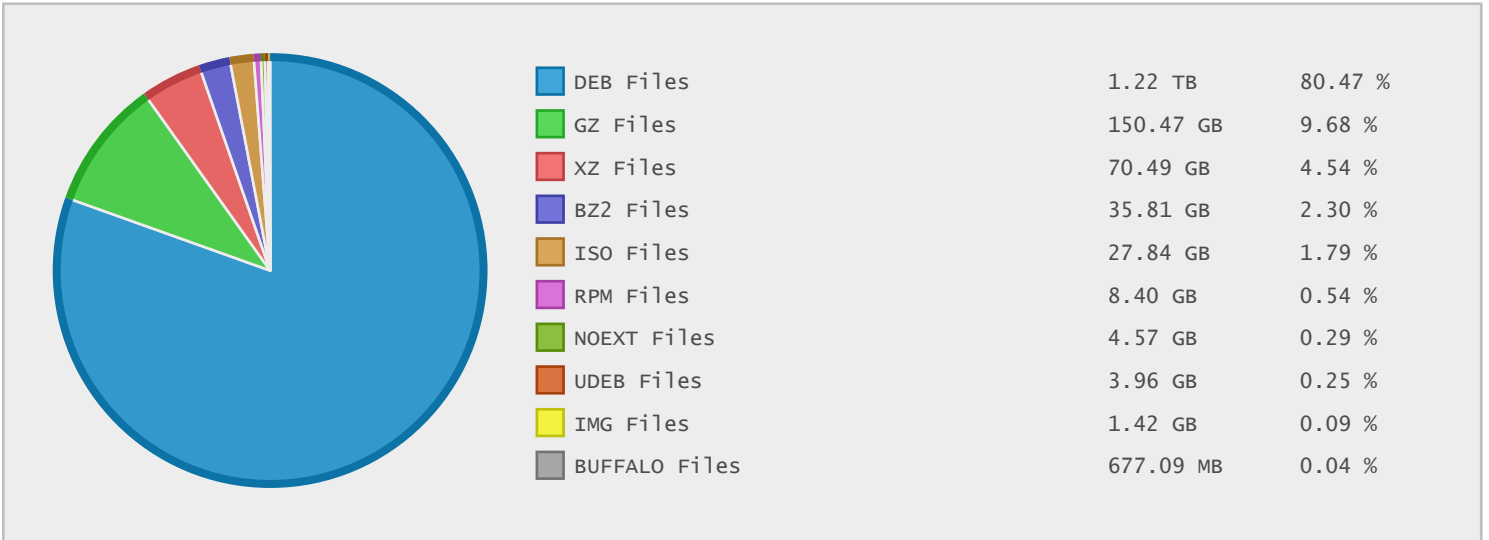 DEB Files 1.22 TB 80.47 %
GZ Files 150.47 GB 9.68 %
XZ Files 70.49 GB 4.54 %
BZ2 Files 35.81 GB 2.30 %
ISO Files 27.84 GB 1.79 %
RPM Files 8.40 GB 0.54 %
NOEXT Files 4.57 GB 0.29 %
UDEB Files 3.96 GB 0.25 %
IMG Files 1.42 GB 0.09 %
BUFFALO Files 677.09 MB 0.04 %